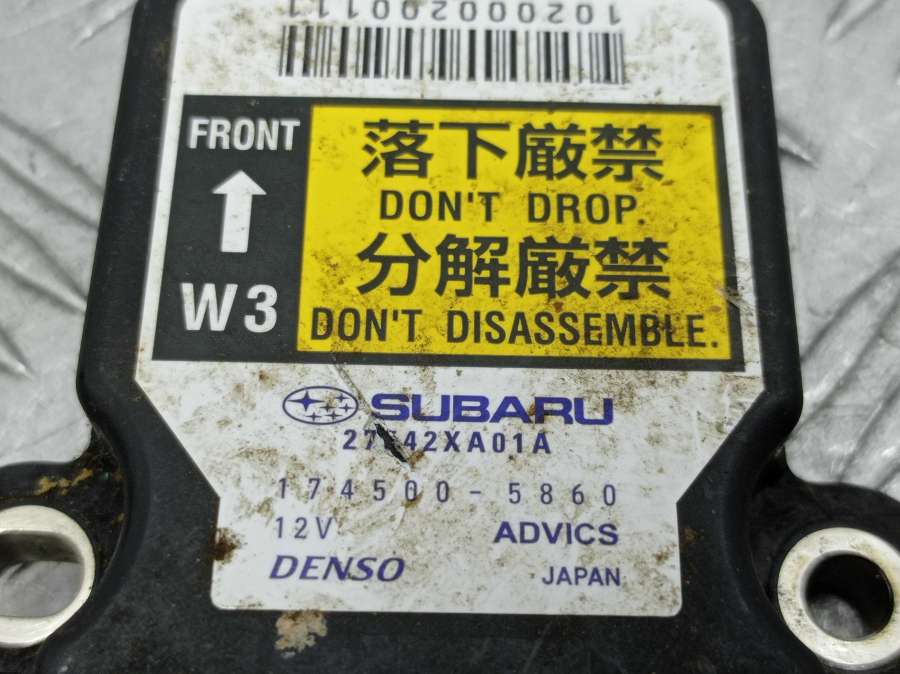 1020000200111
FRONT
W3
落下厳禁
DON'T DROP.
分解厳禁
DON'T DISASSEMBLE.
SUBARU
174500-5860
12V
ADVICS
DENSO
JAPAN